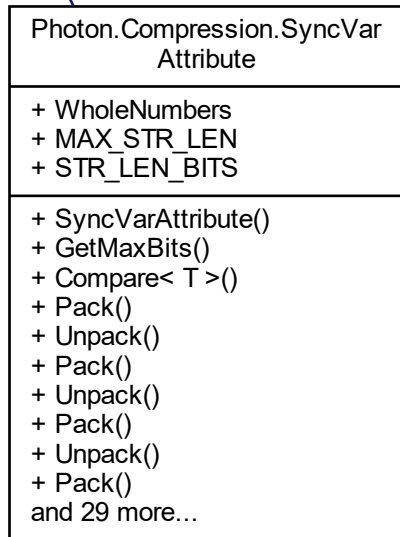 Photon.Compression.SyncVar
Attribute
+ WholeNumbers
+ MAX_STR_LEN
+ STR_LEN_BITS
+ SyncVarAttribute()
+ GetMaxBits()
+ Compare< T >()
+ Pack()
+ Unpack()
+ Pack()
+ Unpack()
+ Pack()
+ Unpack()
+ Pack()
and 29 more...